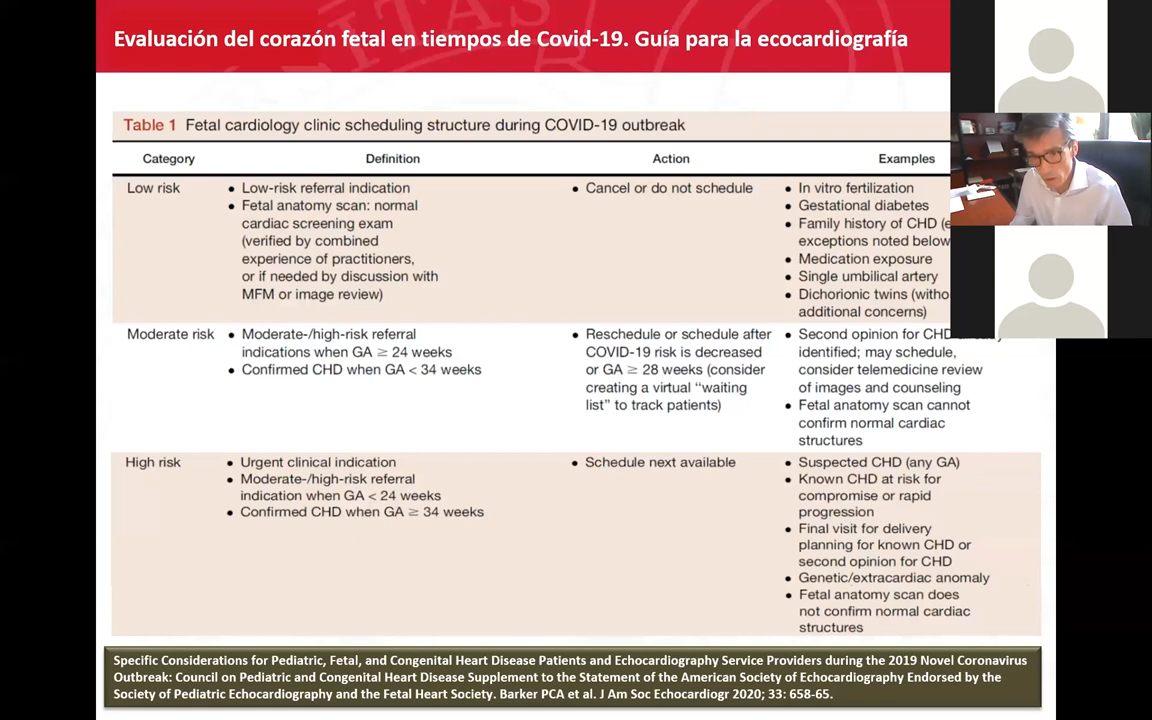 Evaluación del corazón fetal en tiempos de Covid-19. Guía para la ecocardiografía
Table 1 Fetal cardiology clinic scheduling structure during COVID-19 outbreak
Category Definition Action Examples
Low risk
• Low-risk referral indication
• Fetal anatomy scan: normal
cardiac screening exam
(verified by combined
experience of practitioners,
or if needed by discussion with
MFM or image review)
• Cancel or do not schedule
• In vitro fertilization
• Gestational diabetes
• Family history of CHD
exceptions noted below
• Medication exposure
• Single umbilical artery
• Dichorionic twins
additional concerns)
Moderate risk
• Moderate-/high-risk referral
indications when GA ≥ 24 weeks
• Confirmed CHD when GA < 34 weeks
• Reschedule or schedule after
COVID-19 risk is decreased
or GA ≥ 28 weeks (consider
creating a virtual “waiting
list” to track patients)
• Second opinion for CHD
identified; may schedule,
consider telemedicine review
of images and counseling
• Fetal anatomy scan cannot
confirm normal cardiac
structures
High risk
• Urgent clinical indication
• Moderate-/high-risk referral
indication when GA < 24 weeks
• Confirmed CHD when GA ≥ 34 weeks
• Schedule next available
• Suspected CHD (any GA)
• Known CHD at risk for
compromise or rapid
progression
• Final visit for delivery
planning for known CHD or
second opinion for CHD
• Genetic/extracardiac anomaly
• Fetal anatomy scan does
not confirm normal cardiac
structures
Specific Considerations for Pediatric, Fetal, and Congenital Heart Disease Patients and Echocardiography Service Providers during the 2019 Novel Coronavirus
Outbreak: Council on Pediatric and Congenital Heart Disease Supplement to the Statement of the American Society of Echocardiography Endorsed by the
Society of Pediatric Echocardiography and the Fetal Heart Society. Barker PCA et al. J Am Soc Echocardiogr 2020; 33: 658-65.